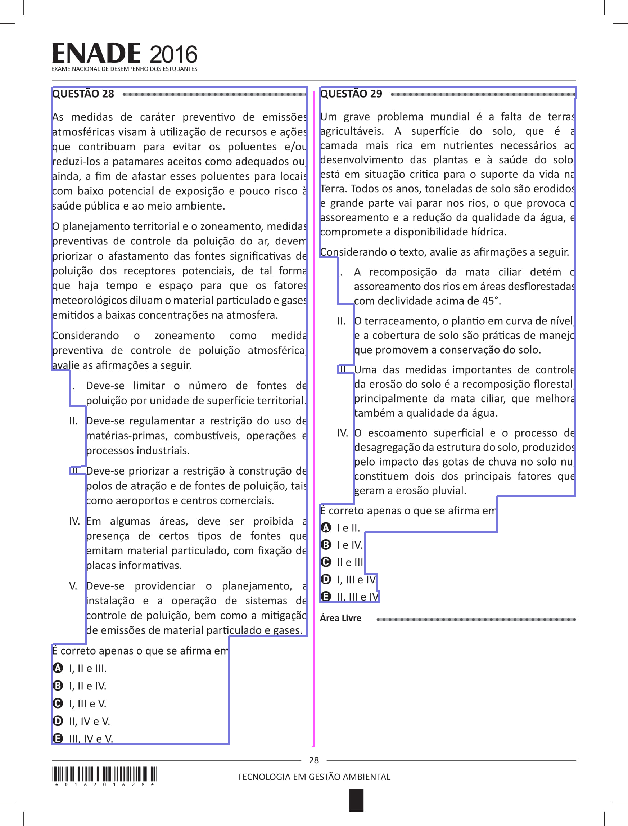 ENADE 2016
EXAME NACIONAL DE DESEMPENHO DOS ESTUDANTES
QUESTÃO 28
As medidas de caráter preventivo de emissões
atmosféricas visam à utilização de recursos e ações
que contribuam para evitar os poluentes e/ou
reduzi-los a patamares aceitos como adequados ou,
ainda, a fim de afastar esses poluentes para locais
com baixo potencial de exposição e pouco risco à
saúde pública e ao meio ambiente.
O planejamento territorial e o zoneamento, medidas
preventivas de controle da poluição do ar, devem
priorizar o afastamento das fontes significativas de
poluição dos receptores potenciais, de tal forma
que haja tempo e espaço para que os fatores
meteorológicos diluam o material particulado e gases
emitidos a baixas concentrações na atmosfera.
Considerando o zoneamento como medida
preventiva de controle de poluição atmosférica,
avalie as afirmações a seguir.
I. Deve-se limitar o número de fontes de
poluição por unidade de superfície territorial.
II. Deve-se regulamentar a restrição do uso de
matérias-primas, combustíveis, operações e
processos industriais.
III. Deve-se priorizar a restrição à construção de
polos de atração e de fontes de poluição, tais
como aeroportos e centros comerciais.
IV. Em algumas áreas, deve ser proibida a
presença de certos tipos de fontes que
emitam material particulado, com fixação de
placas informativas.
V. Deve-se providenciar o planejamento, a
instalação e a operação de sistemas de
controle de poluição, bem como a mitigação
de emissões de material particulado e gases.
É correto apenas o que se afirma em
A I, II e III.
B I, II e IV.
C I, III e V.
D II, IV e V.
E III, IV e V.
QUESTÃO 29
Um grave problema mundial é a falta de terras
agricultáveis. A superfície do solo, que é a
camada mais rica em nutrientes necessários ao
desenvolvimento das plantas e à saúde do solo,
está em situação critica para o suporte da vida na
Terra. Todos os anos, toneladas de solo são erodidos
e grande parte vai parar nos rios, o que provoca o
assoreamento e a redução da qualidade da água, e
compromete a disponibilidade hídrica.
Considerando o texto, avalie as afirmações a seguir.
I. A recomposição da mata ciliar detém o
assoreamento dos rios em áreas desflorestadas
com declividade acima de 45°.
II. O terraceamento, o plantio em curva de nível
e a cobertura de solo são práticas de manejo
que promovem a conservação do solo.
III. Uma das medidas importantes de controle
da erosão do solo é a recomposição florestal,
principalmente da mata ciliar, que melhora
também a qualidade da água.
IV. O escoamento superficial e o processo de
desagregação da estrutura do solo, produzidos
pelo impacto das gotas de chuva no solo nu,
constituem dois dos principais fatores que
geram a erosão pluvial.
É correto apenas o que se afirma em
A I e II.
B I e IV.
C II e III.
D I, III e IV.
E II, III e IV.
Área Livre
28
TECNOLOGIA EM GESTÃO AMBIENTAL